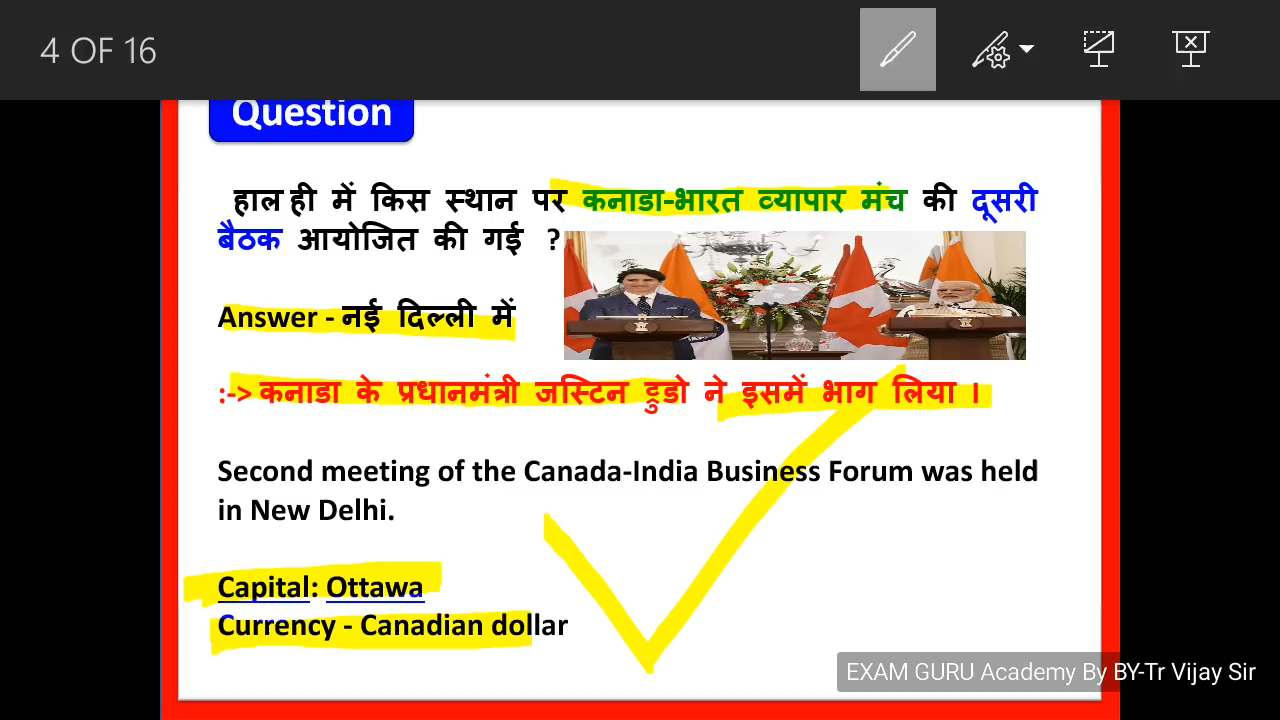 4 OF 16
Question
हाल ही में किस स्थान पर कनाडा-भारत व्यापार मंच की दूसरी
बैठक आयोजित की गई ?
Answer - नई दिल्ली में
:-> कनाडा के प्रधानमंत्री जस्टिन ट्रुडो ने इसमें भाग लिया ।
Second meeting of the Canada-India Business Forum was held
in New Delhi.
Capital: Ottawa
Currency - Canadian dollar
EXAM GURU Academy By BY-Tr Vijay Sir